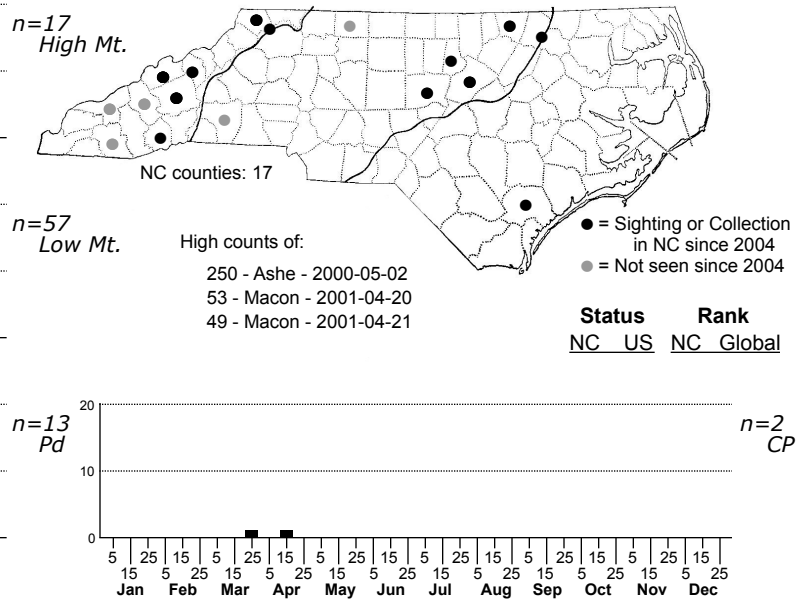 n=17
High Mt.
NC counties: 17
n=57
Low Mt.
High counts of:
250 - Ashe - 2000-05-02
53 - Macon - 2001-04-20
49 - Macon - 2001-04-21
● = Sighting or Collection
in NC since 2004
● = Not seen since 2004
Status Rank
NC US NC Global
n=13
Pd
n=2
CP
20
10
0
5 25 15 5 25 15 5 25 15 5 25 15 5 25 15 5 25 15
15 5 25 15 5 25 15 5 25 15 5 25 15 5 25 15 5 25
Jan Feb Mar Apr May Jun Jul Aug Sep Oct Nov Dec